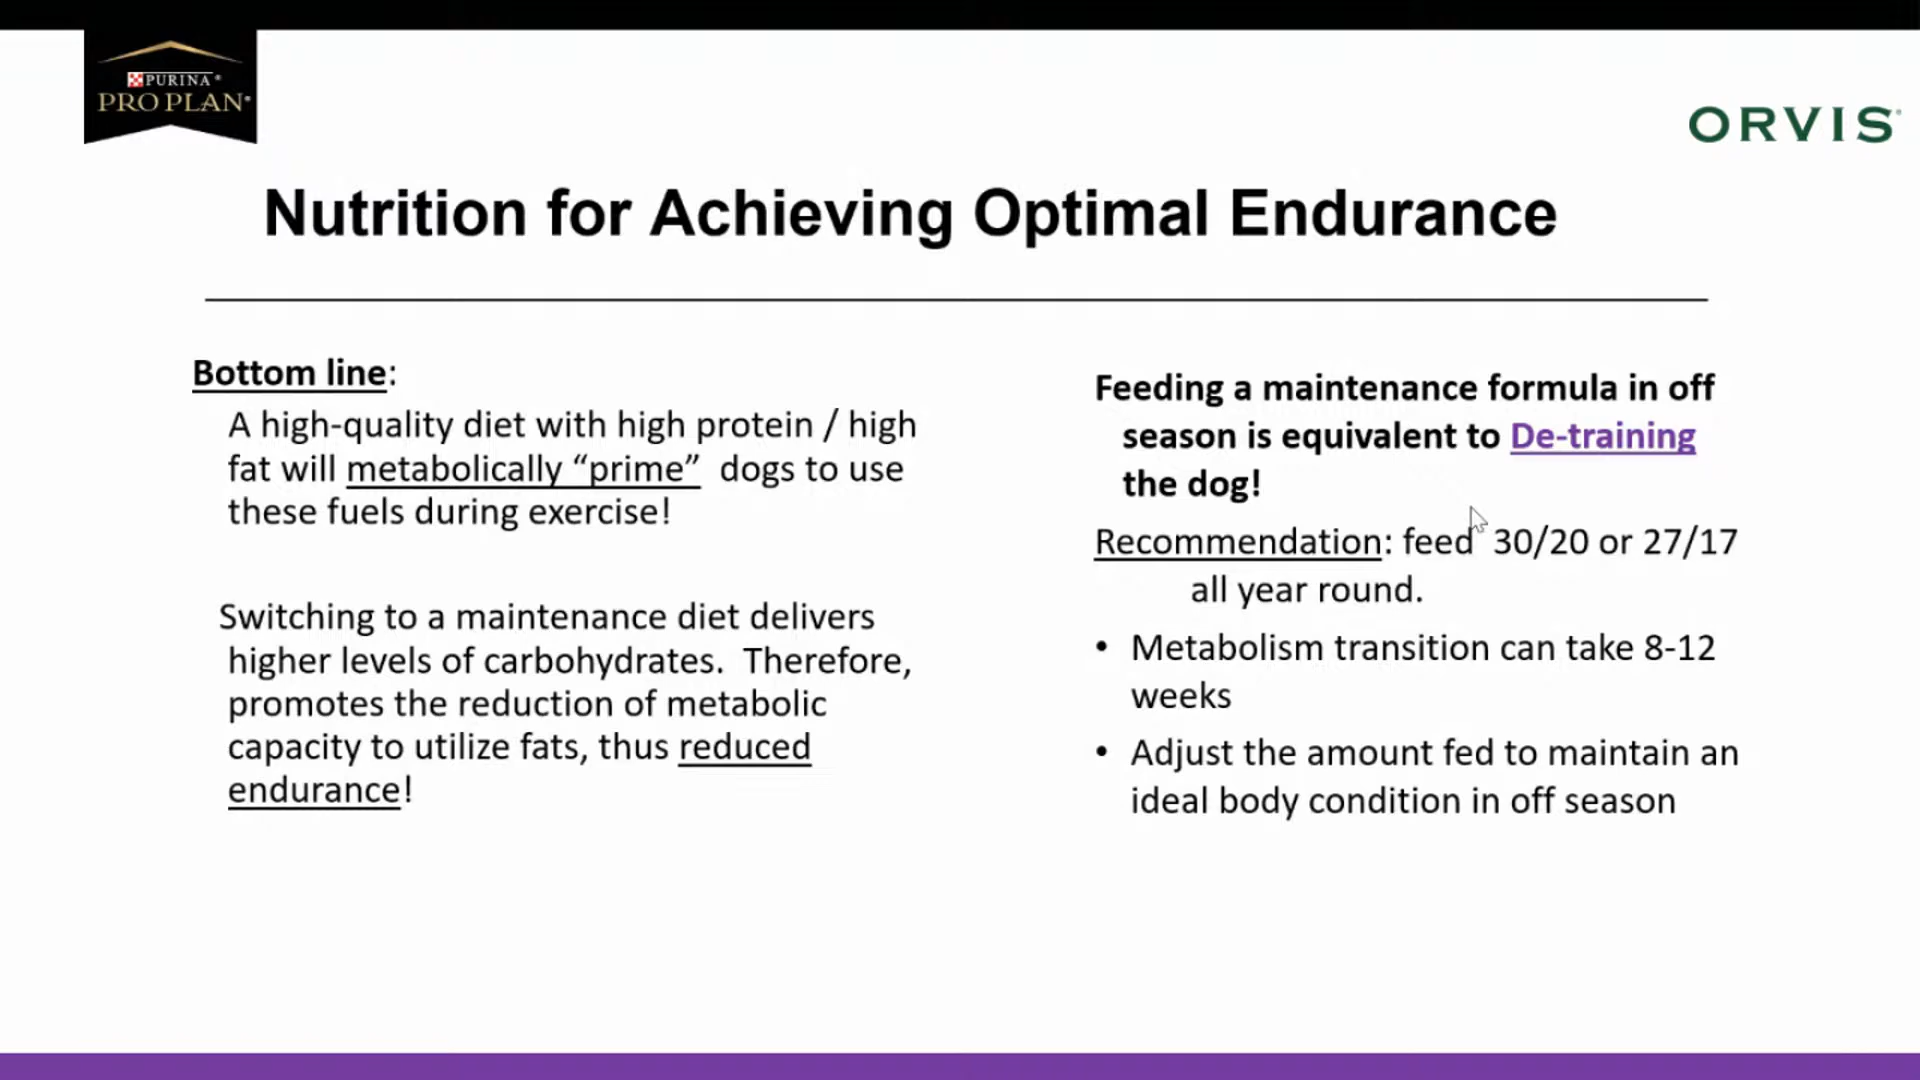 PURINA®
PRO PLAN®
ORVIS®
Nutrition for Achieving Optimal Endurance
Bottom line:
A high-quality diet with high protein / high
fat will metabolically “prime” dogs to use
these fuels during exercise!
Switching to a maintenance diet delivers
higher levels of carbohydrates. Therefore,
promotes the reduction of metabolic
capacity to utilize fats, thus reduced
endurance!
Feeding a maintenance formula in off
season is equivalent to De-training
the dog!
Recommendation: feed 30/20 or 27/17
all year round.
• Metabolism transition can take 8-12
weeks
• Adjust the amount fed to maintain an
ideal body condition in off season